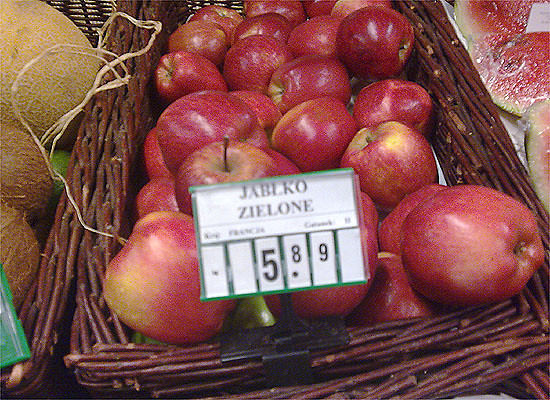 JABŁKO
ZIELONE
Kraj: FRANCJA Gatunek: II
5.89